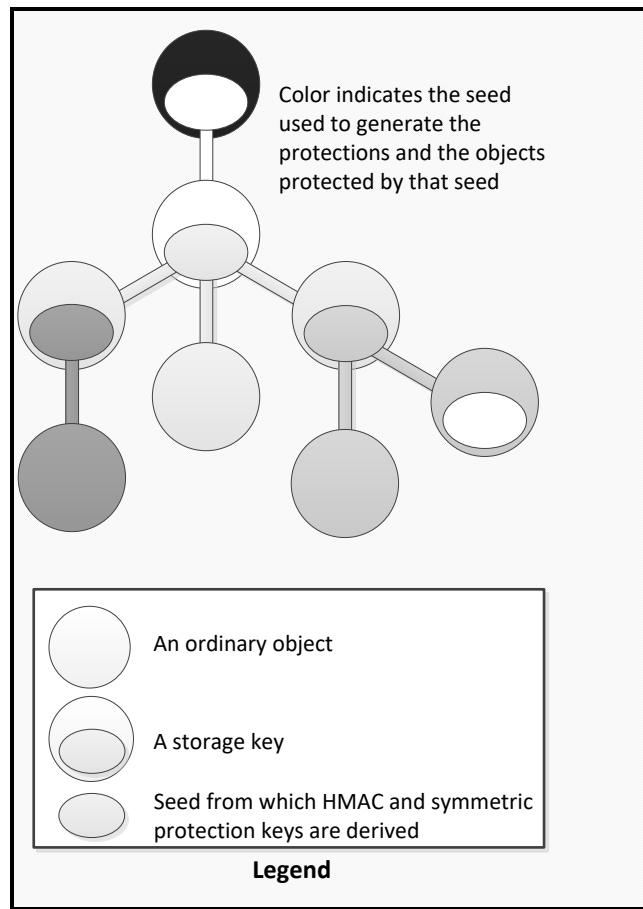 Color indicates the seed
used to generate the
protections and the objects
protected by that seed
An ordinary object
A storage key
Seed from which HMAC and symmetric
protection keys are derived
Legend